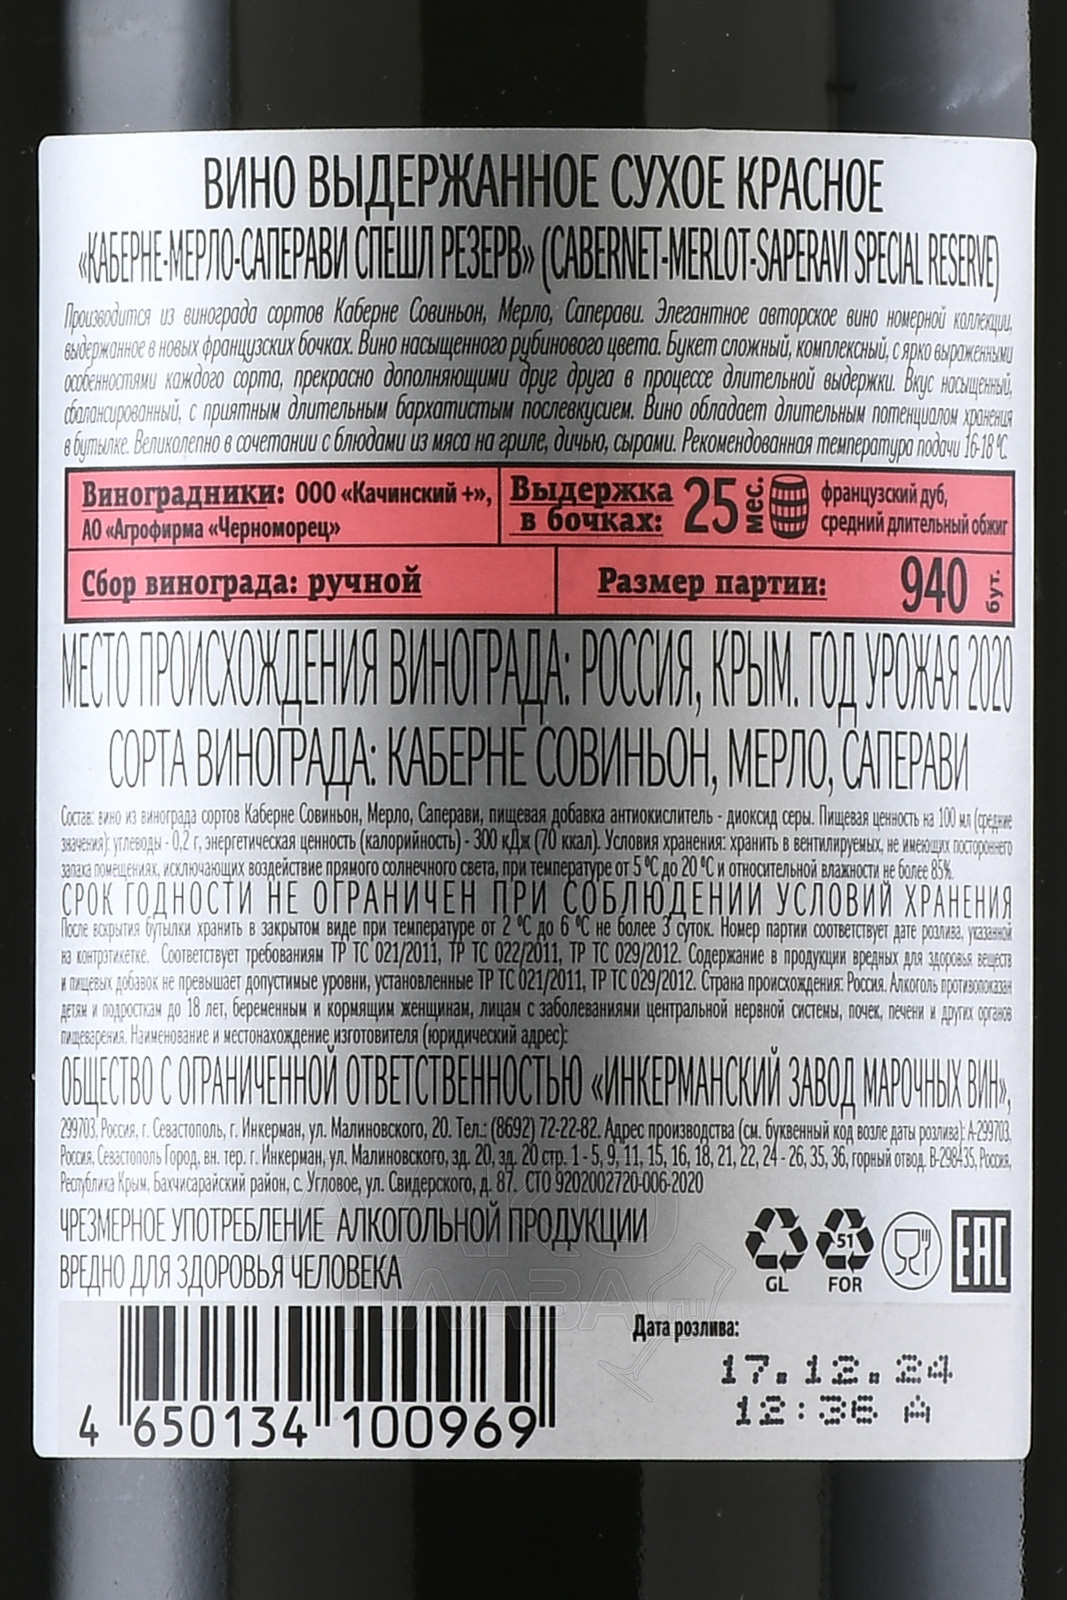 ВИНО ВЫДЕРЖАННОЕ СУХОЕ КРАСНОЕ
«КАБЕРНЕ-МЕРЛО-САПЕРАВИ СПЕШЛ РЕЗЕРВ» (CABERNET-MERLOT-SAPERAVI SPECIAL RESERVE)
Производится из винограда сортов Каберне Совиньон, Мерло, Саперави. Элегантное авторское вино номерной коллекции,
выдержанное в новых французских бочках. Вино насыщенного рубинового цвета. Букет сложный, комплексный, с ярко выраженными
особенностями каждого сорта, прекрасно дополняющими друг друга в процессе длительной выдержки. Вкус насыщенный,
сбалансированный, с приятным длительным бархатистым послевкусием. Вино обладает длительным потенциалом хранения
в бутылке. Великолепно в сочетании с блюдами из мяса на гриле, дичью, сырами. Рекомендованная температура подачи 16-18 °С.
Виноградники: ООО «Качинский +»,
АО «Агрофирма «Черноморец»
Выдержка
в бочках: 25 мес.
французский дуб,
средний длительный обжиг
Сбор винограда: ручной
Размер партии: 940 бут.
МЕСТО ПРОИСХОЖДЕНИЯ ВИНОГРАДА: РОССИЯ, КРЫМ. ГОД УРОЖАЯ 2020
СОРТА ВИНОГРАДА: КАБЕРНЕ СОВИНЬОН, МЕРЛО, САПЕРАВИ
Состав: вино из винограда сортов Каберне Совиньон, Мерло, Саперави, пищевая добавка антиокислитель - диоксид серы. Пищевая ценность на 100 мл (средние
значения): углеводы - 0,2 г, энергетическая ценность (калорийность) - 300 кДж (70 ккал). Условия хранения: хранить в вентилируемых, не имеющих постороннего
запаха помещениях, исключающих воздействие прямого солнечного света, при температуре от 5 °С до 20 °С и относительной влажности не более 85%.
СРОК ГОДНОСТИ НЕ ОГРАНИЧЕН ПРИ СОБЛЮДЕНИИ УСЛОВИЙ ХРАНЕНИЯ
После вскрытия бутылки хранить в закрытом виде при температуре от 2 °С до 6 °С не более 3 суток. Номер партии соответствует дате розлива, указанной
на контрэтикетке. Соответствует требованиям ТР ТС 021/2011, ТР ТС 022/2011, ТР ТС 029/2012. Содержание в продукции вредных для здоровья веществ
и пищевых добавок не превышает допустимые уровни, установленные ТР ТС 021/2011, ТР ТС 029/2012. Страна происхождения: Россия. Алкоголь противопоказан
детям и подросткам до 18 лет, беременным и кормящим женщинам, лицам с заболеваниями центральной нервной системы, почек, печени и других органов
пищеварения. Наименование и местонахождение изготовителя (юридический адрес):
ОБЩЕСТВО С ОГРАНИЧЕННОЙ ОТВЕТСТВЕННОСТЬЮ «ИНКЕРМАНСКИЙ ЗАВОД МАРОЧНЫХ ВИН»,
299703, Россия, г. Севастополь, г. Инкерман, ул. Малиновского, 20. Тел.: (8692) 72-22-82. Адрес производства (см. буквенный код возле даты розлива): А-299703,
Россия, Севастополь Город, вн. тер. г. Инкерман, ул. Малиновского, зд. 20, зд. 20 стр. 1 - 5, 9, 11, 15, 16, 18, 21, 22, 24 - 26, 35, 36, горный отвод. В-298435, Россия,
Республика Крым, Бахчисарайский район, с. Угловое, ул. Свидерского, д. 87. СТО 9202002720-006-2020
ЧРЕЗМЕРНОЕ УПОТРЕБЛЕНИЕ АЛКОГОЛЬНОЙ ПРОДУКЦИИ
ВРЕДНО ДЛЯ ЗДОРОВЬЯ ЧЕЛОВЕКА
GL
51
FOR
EAC
АЛКО
ПЛАЗА
.ru
4 650134 100969
Дата розлива:
17.12.24
12:36 A